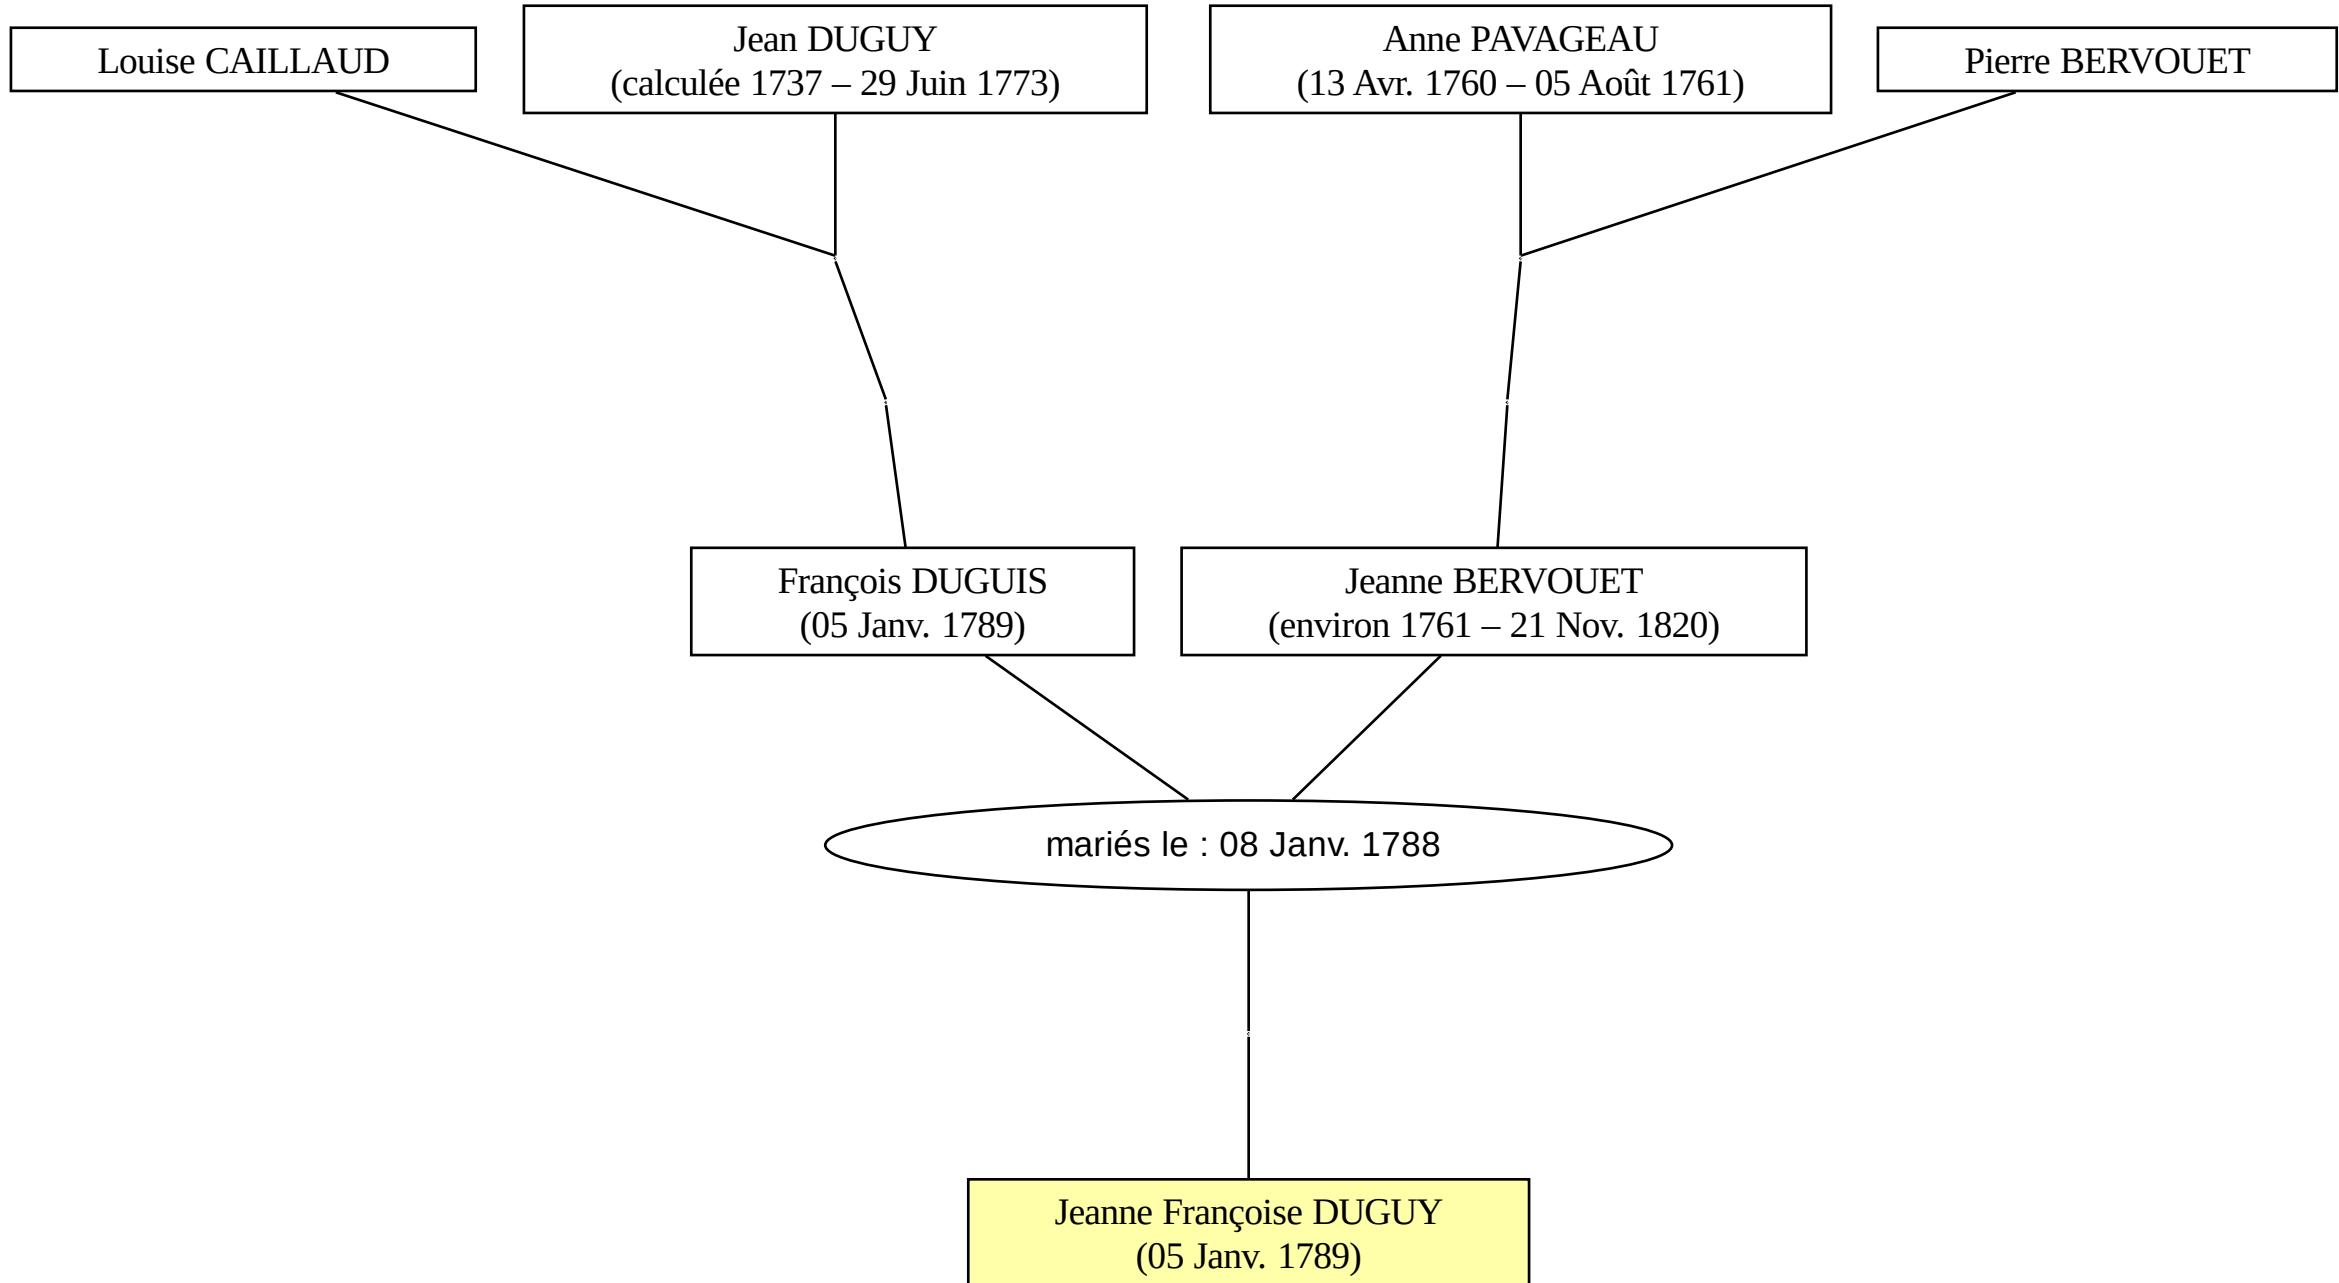 Louise CAILLAUD
Jean DUGUY
(calculée 1737 – 29 Juin 1773)
Anne PAVAGEAU
(13 Avr. 1760 – 05 Août 1761)
Pierre BERVOUET
François DUGUIS
(05 Janv. 1789)
Jeanne BERVOUET
(environ 1761 – 21 Nov. 1820)
mariés le : 08 Janv. 1788
Jeanne Françoise DUGUY
(05 Janv. 1789)